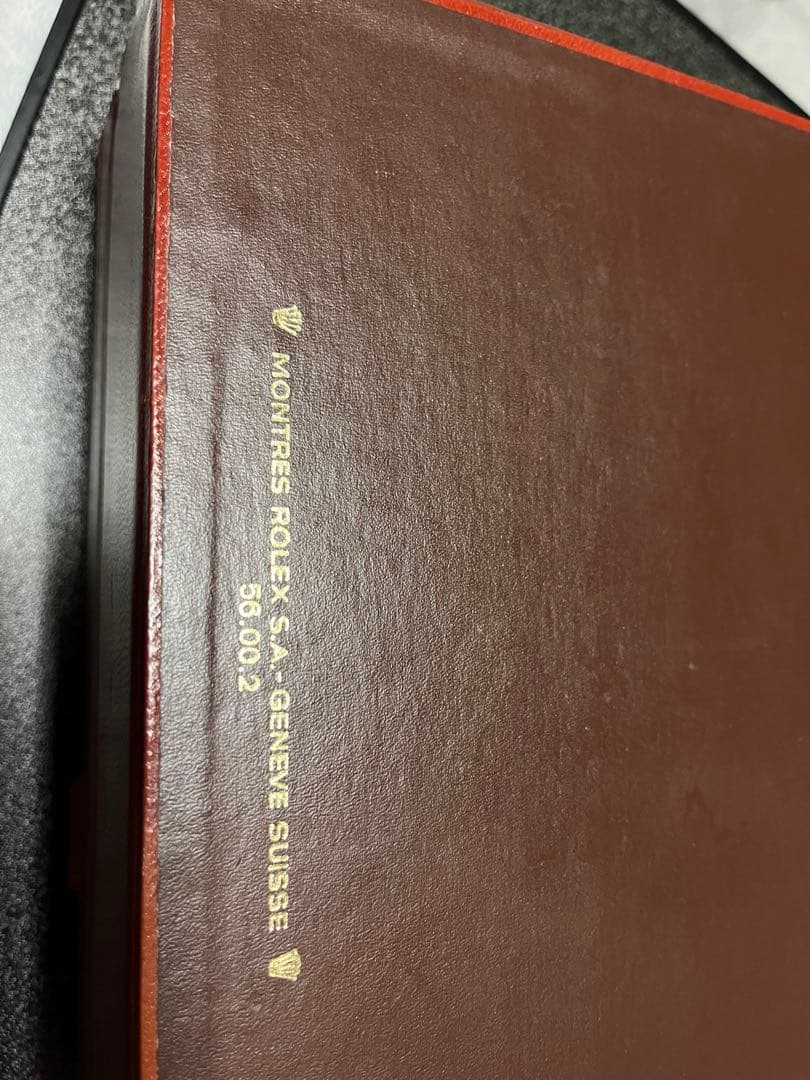 MONTRES ROLEX S.A.-GENEVE SUISSE
56.00.2